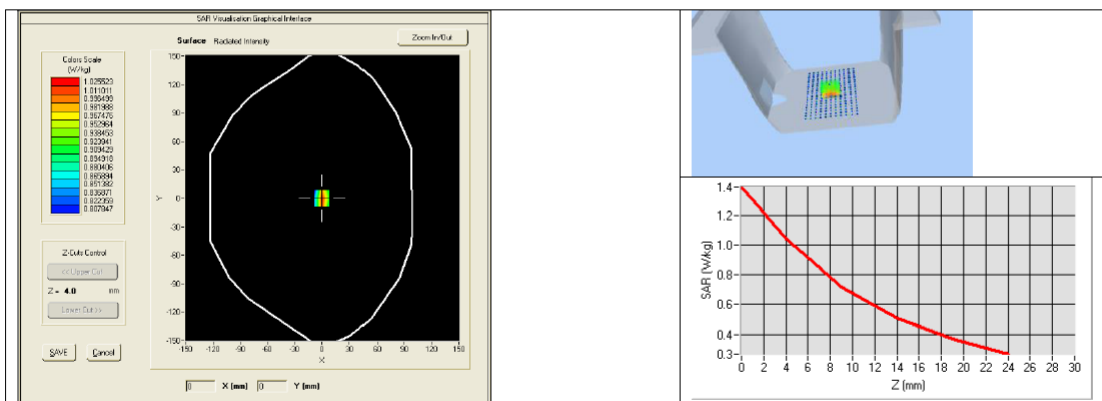 SAR Visualisation Graphical Interface
Surface Radiated Intensity
Zoom In/Out
Colors Scale
(W/kg)
1.025523
1.011011
0.996499
0.981988
0.967476
0.952964
0.938453
0.923941
0.909429
0.894918
0.880406
0.865894
0.851382
0.836871
0.822359
0.807847
150
120
90
60
30
0
-30
-60
-90
-120
-150
Y
-150 -120 -90 -60 -30 0 30 60 90 120 150
X
Z-Cuts Control
<< Upper Cut
Z = 4.0 mm
Lower Cut >>
SAVE Cancel
0 X (mm) 0 Y (mm)
1.4
1.2
1.0
0.8
0.6
0.4
0.3
SAR (W/kg)
0 2 4 6 8 10 12 14 16 18 20 22 24 26 28 30
Z (mm)